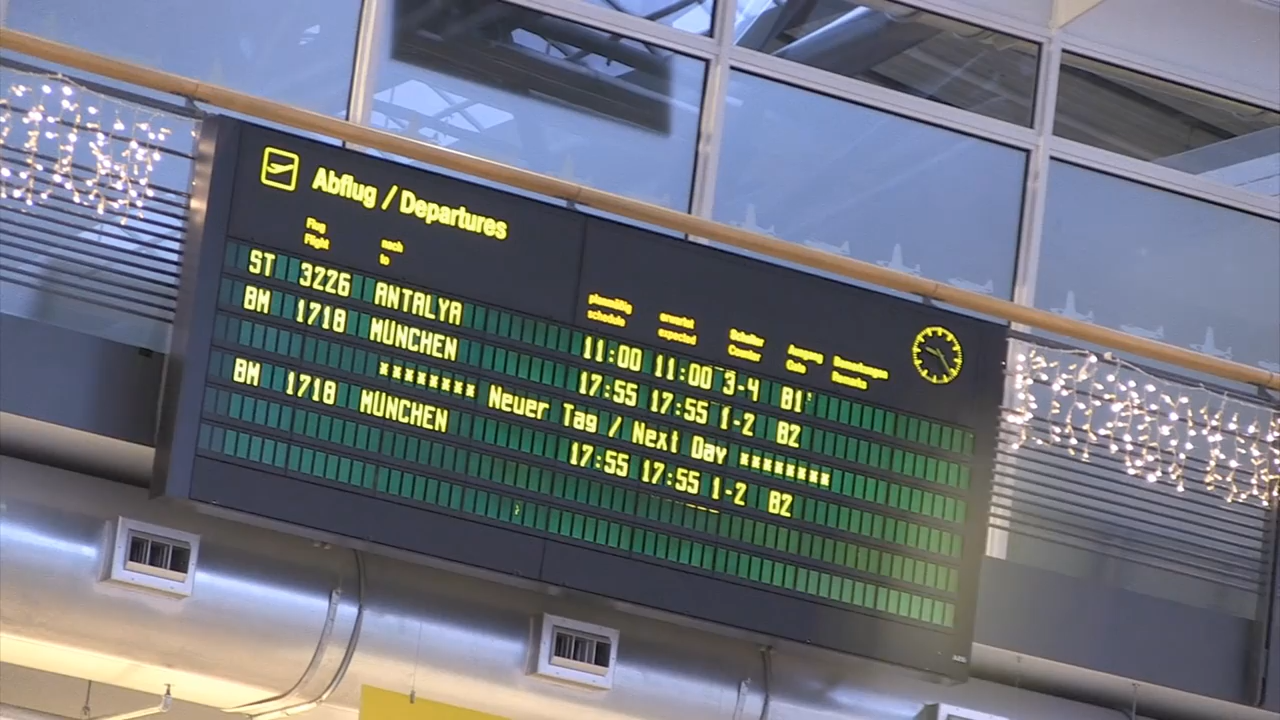 Abflug / Departures
Flug nach planmäßig erwartet Schalter Ausgang Bemerkungen
Flight to schedule expected Counter Gate Remarks
ST 3226 ANTALYA 11:00 11:00 3-4 B1
BM 1718 MÜNCHEN 17:55 17:55 1-2 B2
******** Neuer Tag / Next Day ********
BM 1718 MÜNCHEN 17:55 17:55 1-2 B2